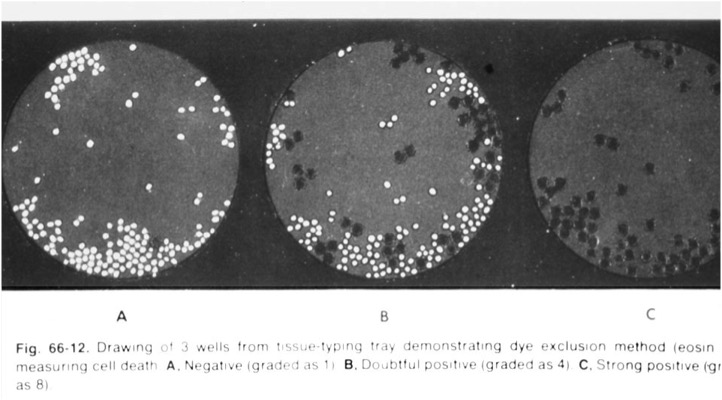 A B C
Fig. 66-12. Drawing of 3 wells from tissue-typing tray demonstrating dye exclusion method (eosin
measuring cell death A, Negative (graded as 1) B, Doubtful positive (graded as 4) C, Strong positive
as 8)